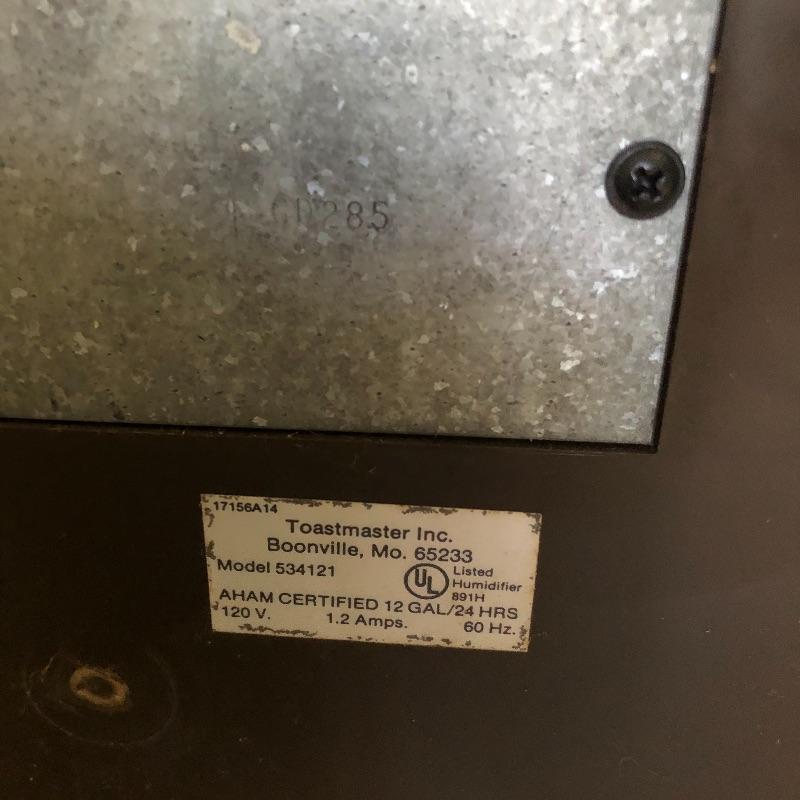 GD285
17156A14
Toastmaster Inc.
Boonville, Mo. 65233
Model 534121
UL
Listed
Humidifier
891H
AHAM CERTIFIED 12 GAL/24 HRS
120 V. 1.2 Amps. 60 Hz.